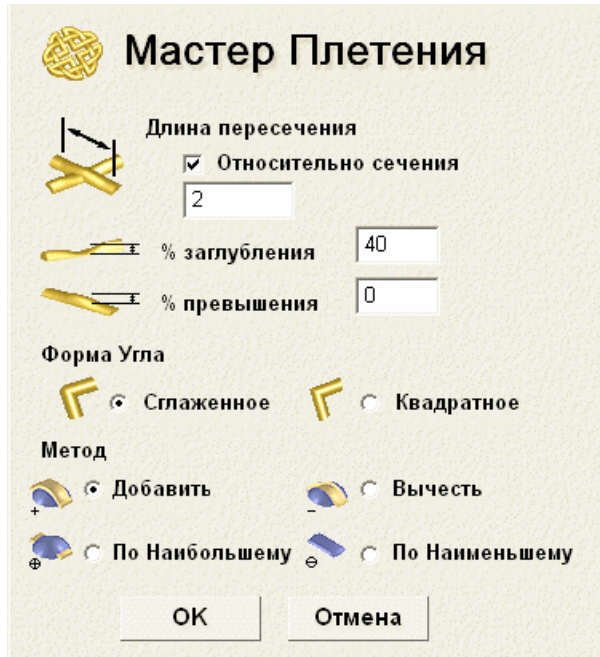 Мастер Плетения
Длина пересечения
Относительно сечения
2
% заглубления 40
% превышения 0
Форма Угла
Сглаженное Квадратное
Метод
Добавить Вычесть
По Наибольшему По Наименьшему
OK Отмена